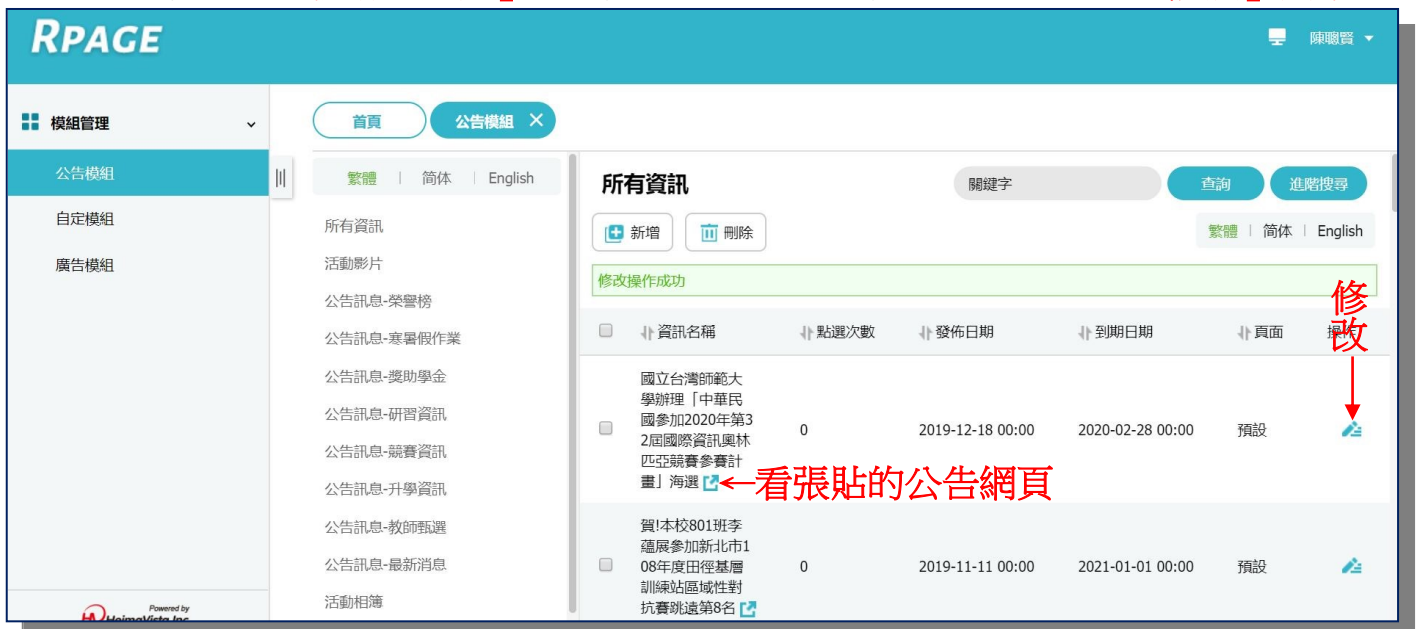 RPAGE
陳聰賢
模組管理
首頁
公告模組
公告模組
自定模組
廣告模組
繁體 | 简体 | English
所有資訊
活動影片
公告訊息-榮譽榜
公告訊息-寒暑假作業
公告訊息-獎助學金
公告訊息-研習資訊
公告訊息-競賽資訊
公告訊息-升學資訊
公告訊息-教師甄選
公告訊息-最新消息
活動相簿
所有資訊
關鍵字
查詢
進階搜尋
新增
刪除
繁體 | 简体 | English
修改操作成功
修改
資訊名稱
點選次數
發佈日期
到期日期
頁面
操作
國立台灣師範大
學辦理「中華民
國參加2020年第3
2屆國際資訊奧林
匹亞競賽參賽計
畫」海選
0
2019-12-18 00:00
2020-02-28 00:00
預設
←看張貼的公告網頁
賀!本校801班李
蘊展參加新北市1
08年度田徑基層
訓練站區域性對
抗賽跳遠第8名
0
2019-11-11 00:00
2021-01-01 00:00
預設
Powered by
HeimaVista Inc